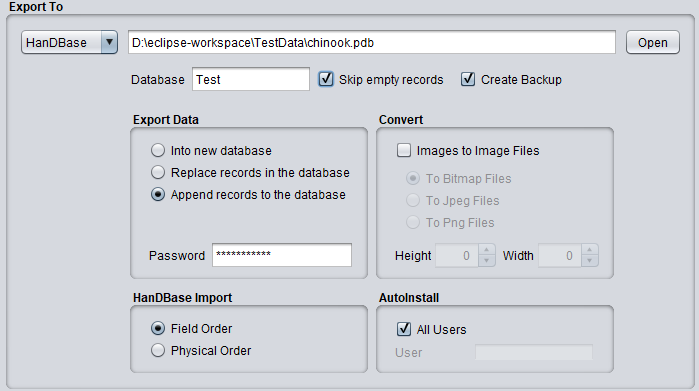 Export To
HanDBase D:\eclipse-workspace\TestData\chinook.pdb Open
Database Test Skip empty records Create Backup
Export Data Convert
Into new database Images to Image Files
Replace records in the database To Bitmap Files
Append records to the database To Jpeg Files
To Png Files
Password *********** Height 0 Width 0
HanDBase Import AutoInstall
Field Order All Users
Physical Order User